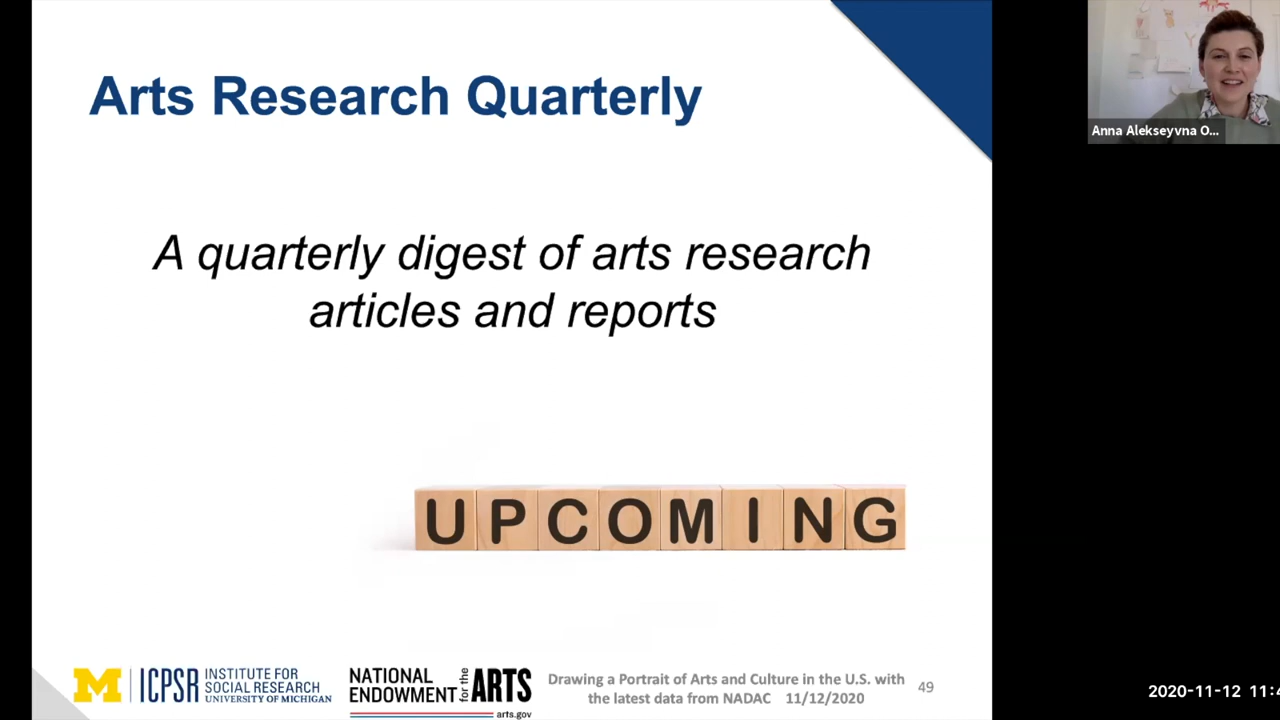 Arts Research Quarterly
A quarterly digest of arts research
articles and reports
UPCOMING
M ICPSR INSTITUTE FOR
SOCIAL RESEARCH
UNIVERSITY OF MICHIGAN
NATIONAL
ENDOWMENT for the ARTS
arts.gov
Drawing a Portrait of Arts and Culture in the U.S. with
the latest data from NADAC 11/12/2020
49
Anna Alekseyvna O...
2020-11-12 11:4